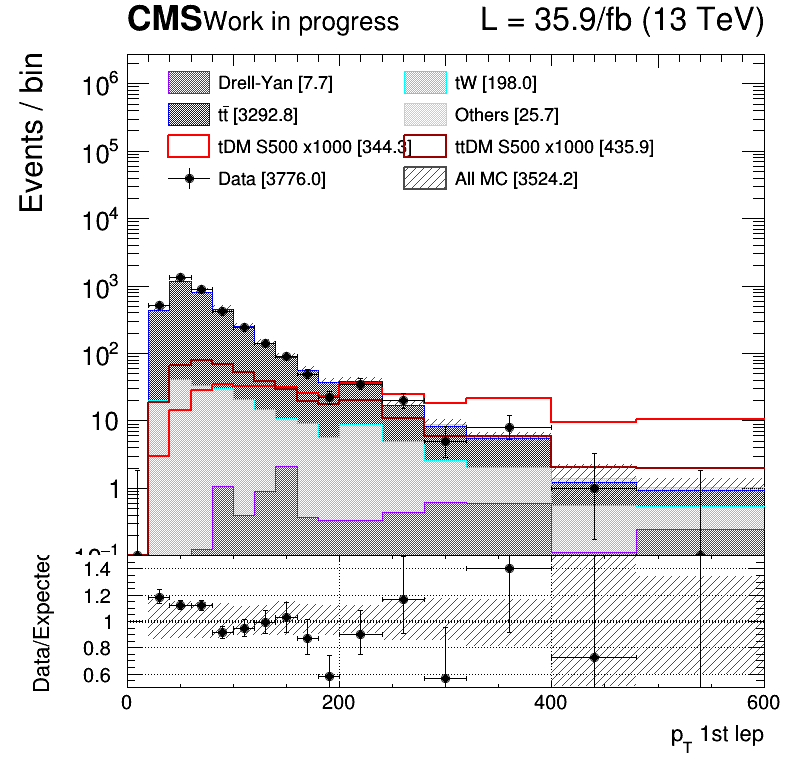 CMS Work in progress L = 35.9/fb (13 TeV)
Events / bin
Drell-Yan [7.7] tW [198.0]
tt̄ [3292.8] Others [25.7]
tDM S500 x1000 [344.3] ttDM S500 x1000 [435.9]
Data [3776.0] All MC [3524.2]
10⁶
10⁵
10⁴
10³
10²
10
1
10⁻¹
Data/Expected
1.4
1.2
1
0.8
0.6
0 200 400 600
p_T 1st lep